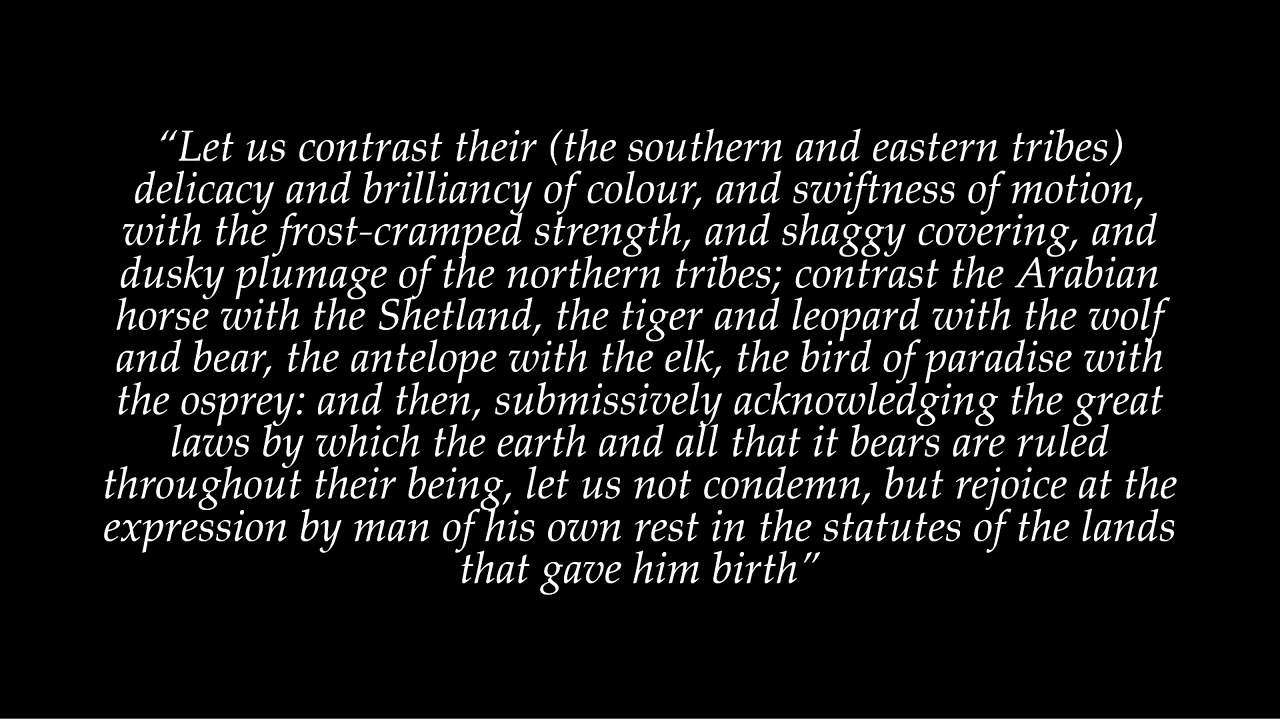 “Let us contrast their (the southern and eastern tribes)
delicacy and brilliancy of colour, and swiftness of motion,
with the frost-cramped strength, and shaggy covering, and
dusky plumage of the northern tribes; contrast the Arabian
horse with the Shetland, the tiger and leopard with the wolf
and bear, the antelope with the elk, the bird of paradise with
the osprey: and then, submissively acknowledging the great
laws by which the earth and all that it bears are ruled
throughout their being, let us not condemn, but rejoice at the
expression by man of his own rest in the statutes of the lands
that gave him birth”